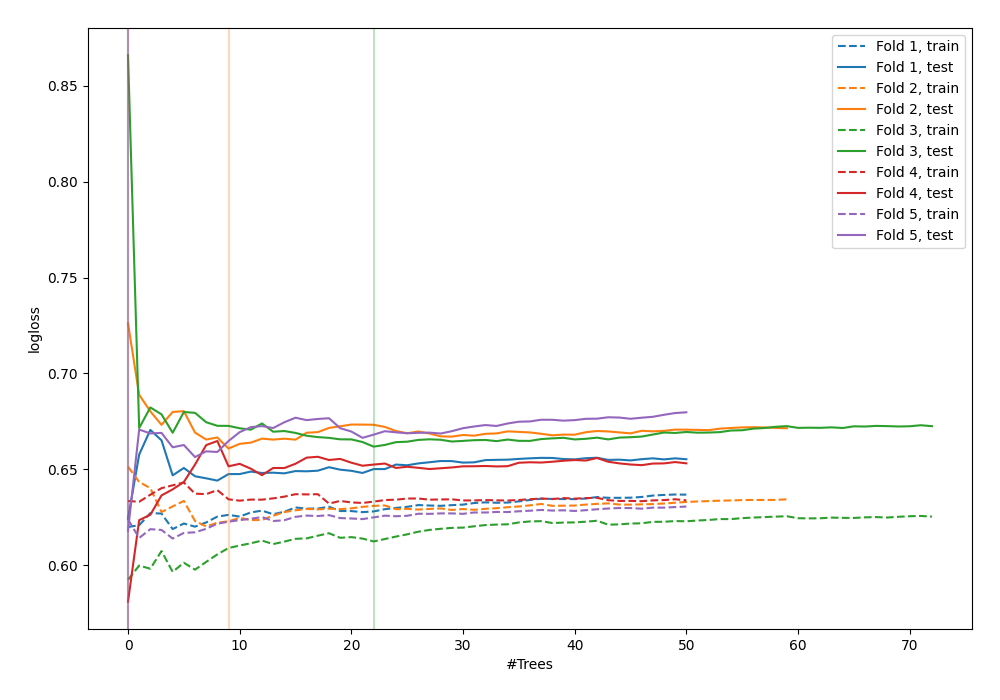 Fold 1, train
Fold 1, test
Fold 2, train
Fold 2, test
Fold 3, train
Fold 3, test
Fold 4, train
Fold 4, test
Fold 5, train
Fold 5, test
logloss
0.85
0.80
0.75
0.70
0.65
0.60
0 10 20 30 40 50 60 70
#Trees